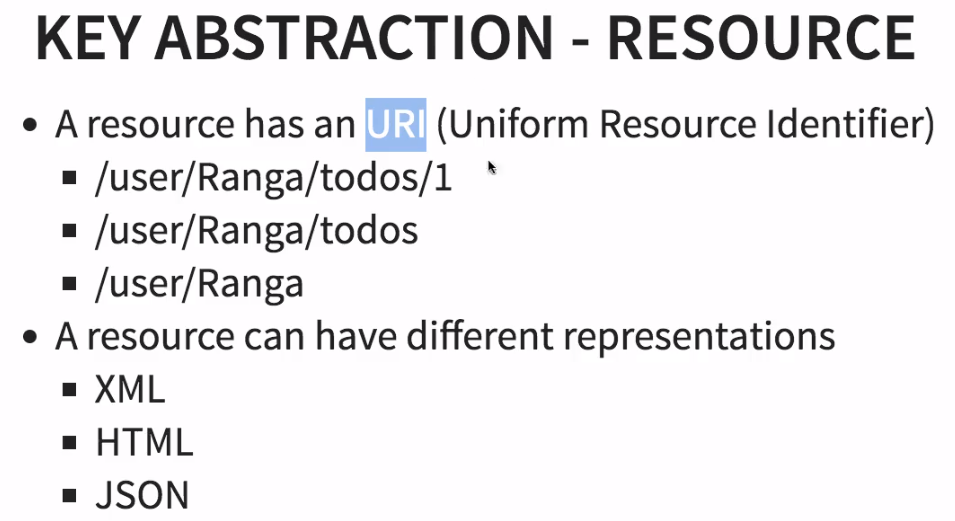 KEY ABSTRACTION - RESOURCE
• A resource has an URI (Uniform Resource Identifier)
▪ /user/Ranga/todos/1
▪ /user/Ranga/todos
▪ /user/Ranga
• A resource can have different representations
▪ XML
▪ HTML
▪ JSON